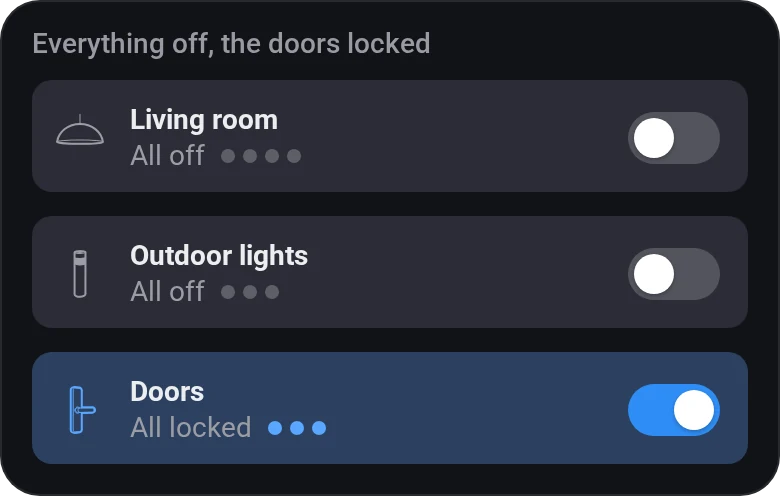 Everything off, the doors locked
Living room
All off
Outdoor lights
All off
Doors
All locked